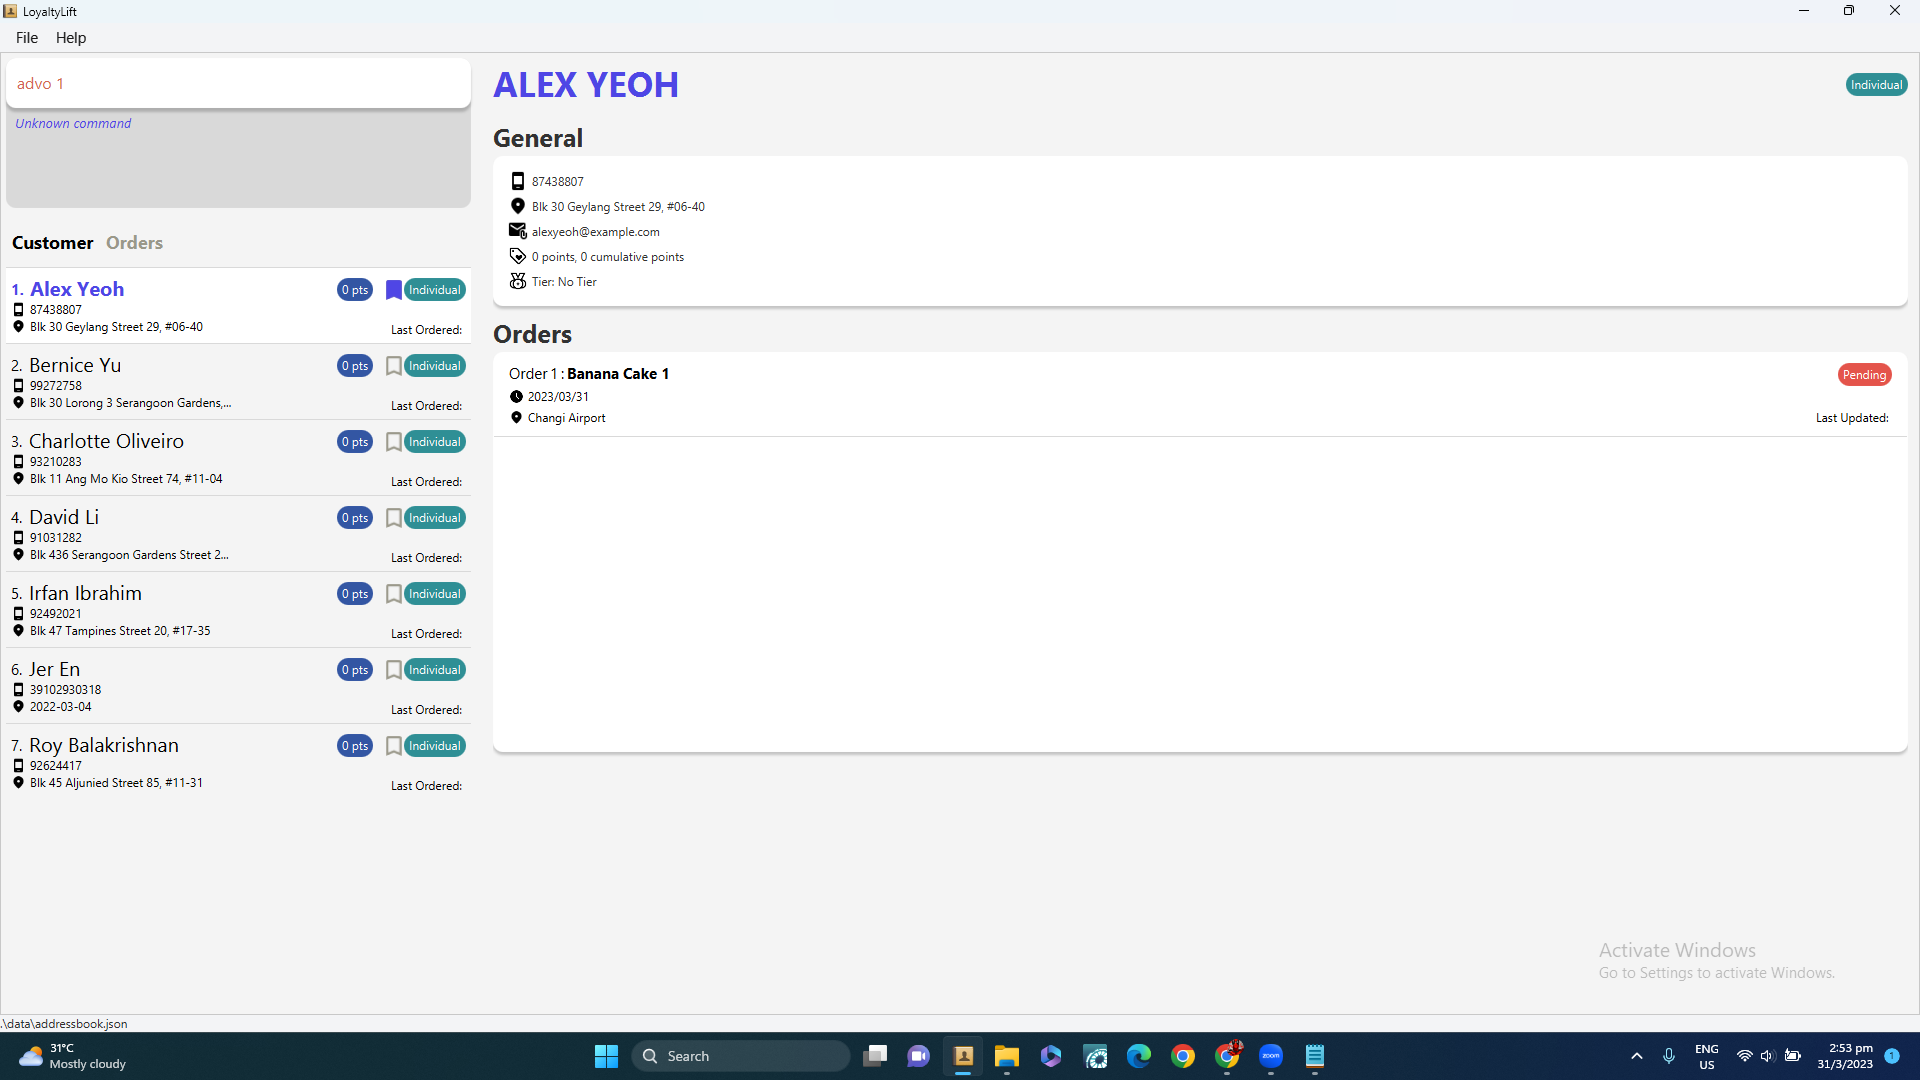 LoyaltyLift
File Help
advo 1
Unknown command
Customer Orders
1. Alex Yeoh 0 pts Individual
87438807
Blk 30 Geylang Street 29, #06-40 Last Ordered:
2. Bernice Yu 0 pts Individual
99272758
Blk 30 Lorong 3 Serangoon Gardens,... Last Ordered:
3. Charlotte Oliveiro 0 pts Individual
93210283
Blk 11 Ang Mo Kio Street 74, #11-04 Last Ordered:
4. David Li 0 pts Individual
91031282
Blk 436 Serangoon Gardens Street 2... Last Ordered:
5. Irfan Ibrahim 0 pts Individual
92492021
Blk 47 Tampines Street 20, #17-35 Last Ordered:
6. Jer En 0 pts Individual
39102930318
2022-03-04 Last Ordered:
7. Roy Balakrishnan 0 pts Individual
92624417
Blk 45 Aljunied Street 85, #11-31 Last Ordered:
ALEX YEOH Individual
General
87438807
Blk 30 Geylang Street 29, #06-40
alexyeoh@example.com
0 points, 0 cumulative points
Tier: No Tier
Orders
Order 1 : Banana Cake 1 Pending
2023/03/31
Changi Airport Last Updated:
Activate Windows
Go to Settings to activate Windows.
.\data\addressbook.json
31°C
Mostly cloudy
Search
zoom
ENG
US
2:53 pm
31/3/2023
1